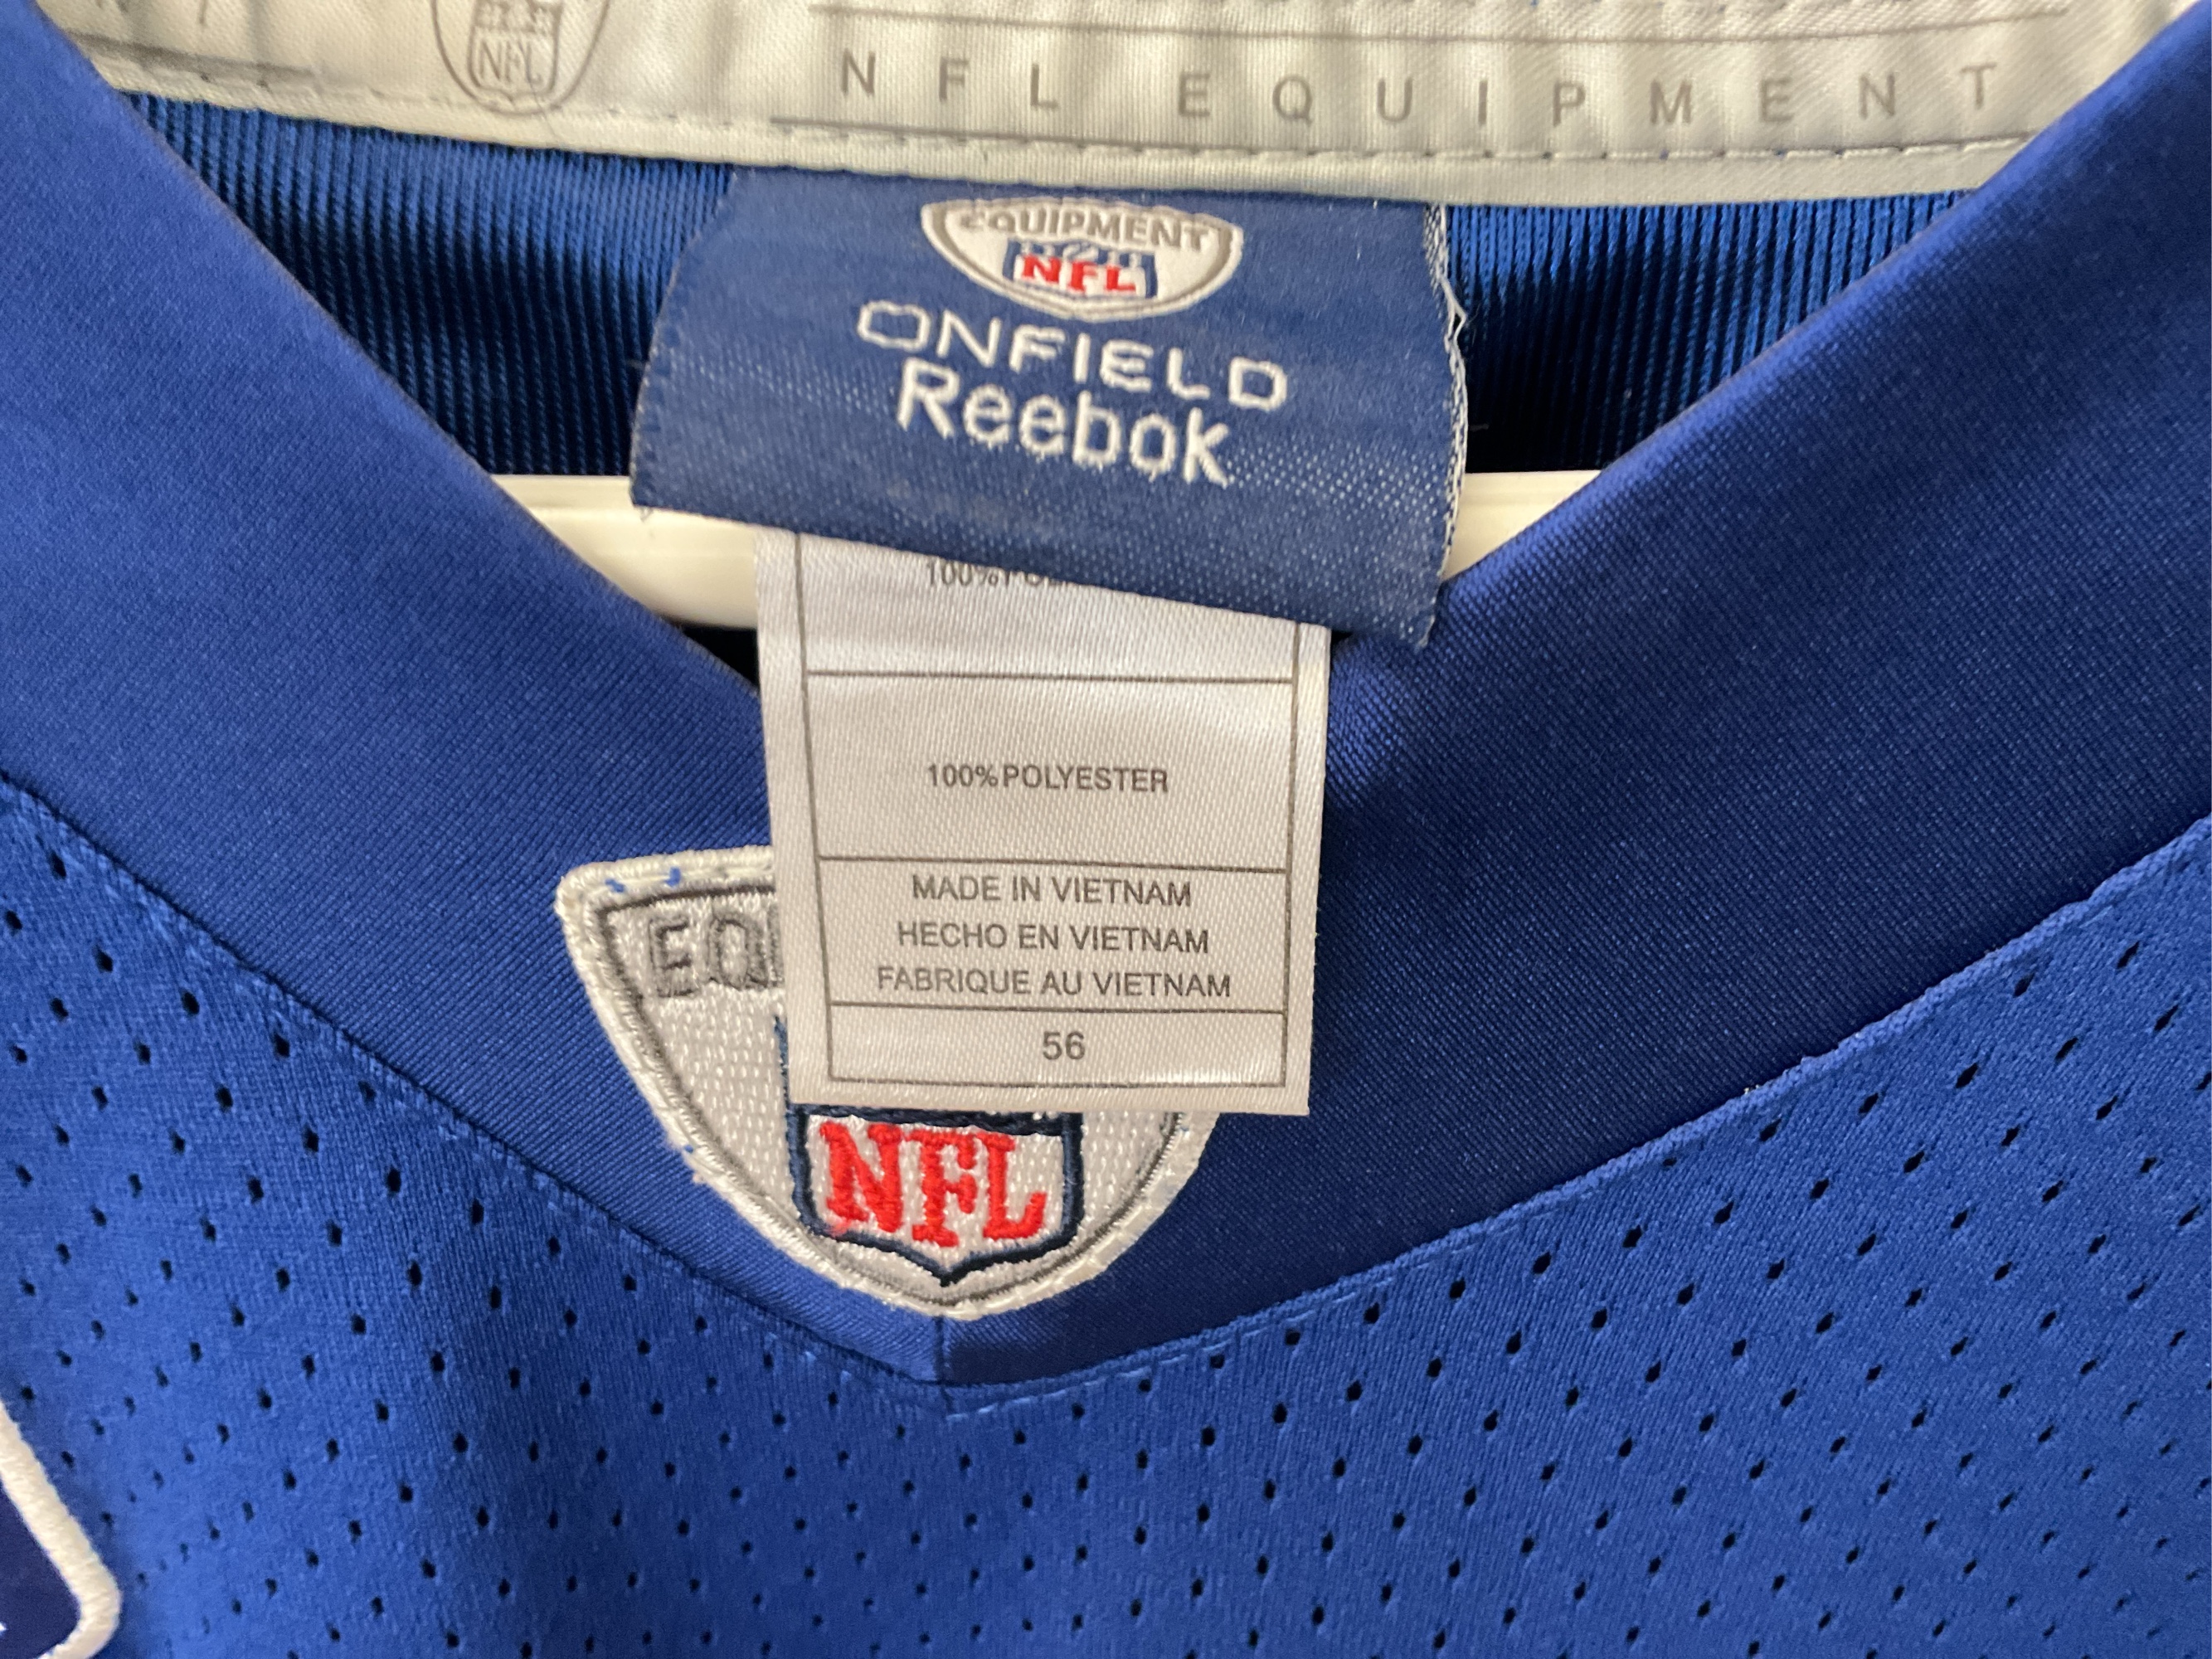 NFL
NFL EQUIPMENT
EQUIPMENT
NFL
ONFIELD
Reebok
100%
100% POLYESTER
MADE IN VIETNAM
HECHO EN VIETNAM
FABRIQUE AU VIETNAM
56
NFL